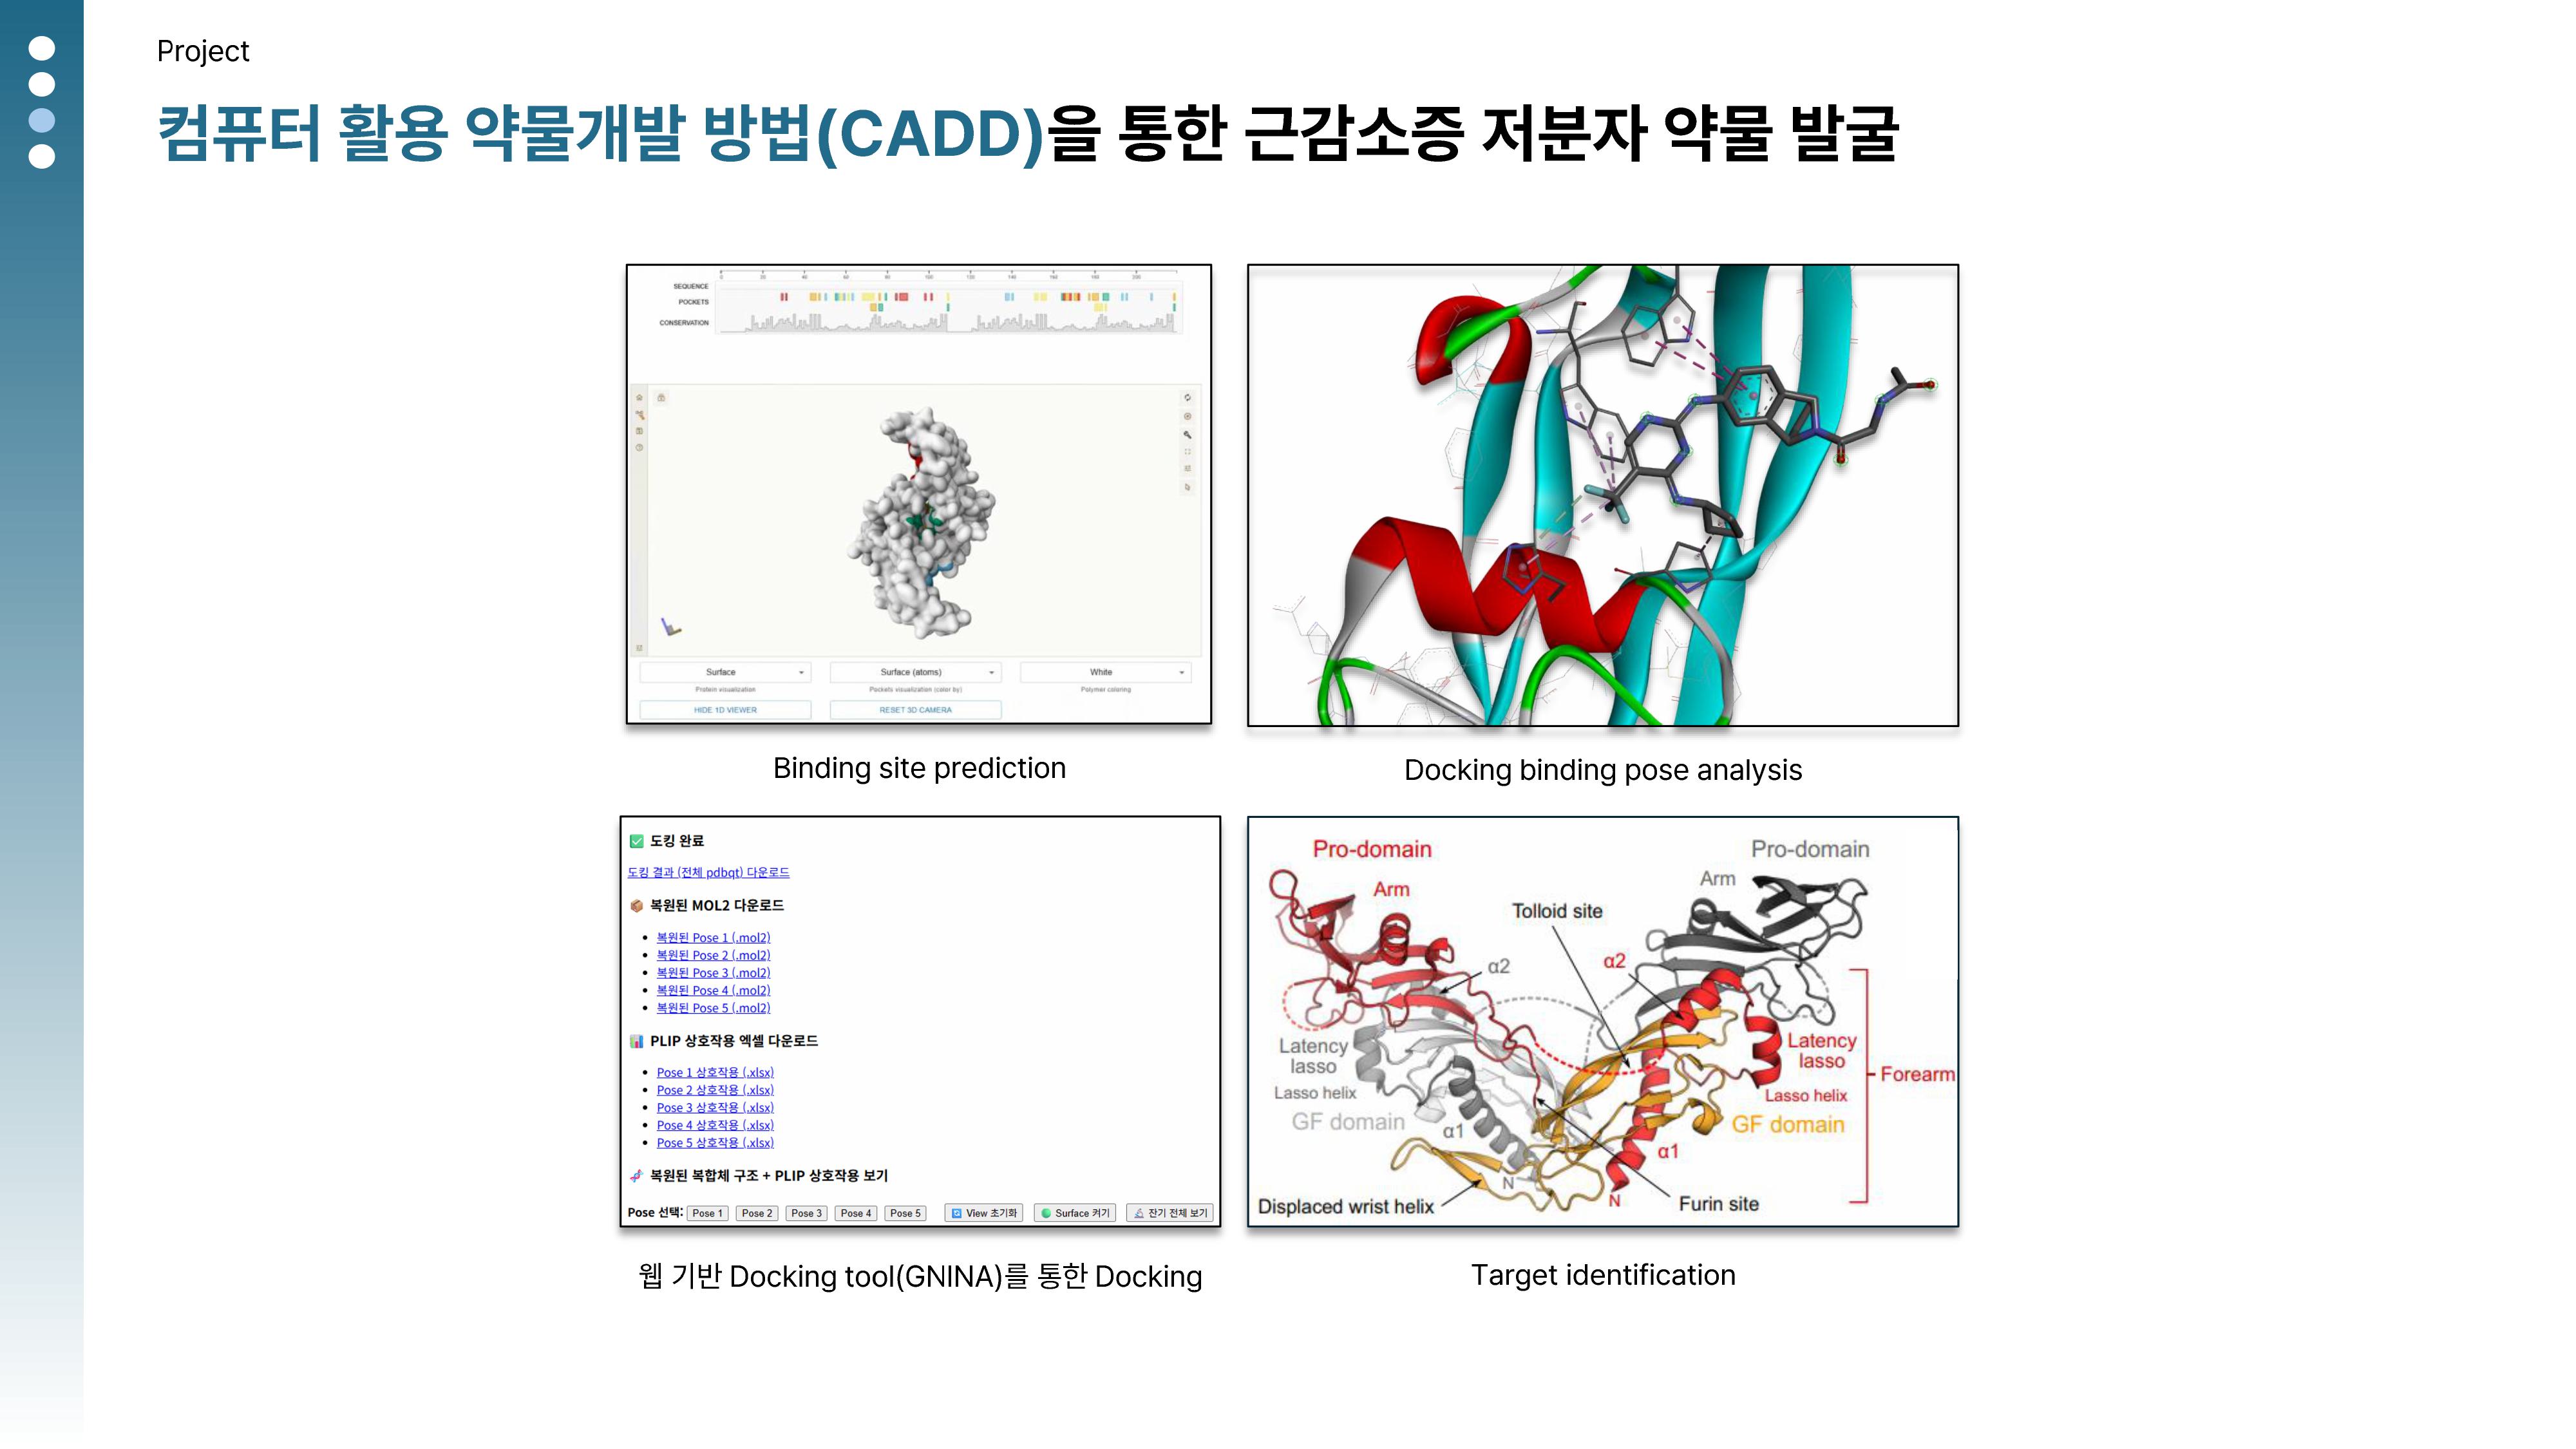 Project
컴퓨터 활용 약물개발 방법(CADD)을 통한 근감소증 저분자 약물 발굴
0 20 40 60 80 100 120 140 160 180 200
SEQUENCE
POCKETS
CONSERVATION
Surface
Surface (atoms)
White
Protein visualization
Pockets visualization (color by)
Polymer coloring
HIDE 1D VIEWER
RESET 3D CAMERA
Binding site prediction
Docking binding pose analysis
도킹 완료
도킹 결과 (전체 pdbqt) 다운로드
복원된 MOL2 다운로드
복원된 Pose 1 (.mol2)
복원된 Pose 2 (.mol2)
복원된 Pose 3 (.mol2)
복원된 Pose 4 (.mol2)
복원된 Pose 5 (.mol2)
PLIP 상호작용 엑셀 다운로드
Pose 1 상호작용 (.xlsx)
Pose 2 상호작용 (.xlsx)
Pose 3 상호작용 (.xlsx)
Pose 4 상호작용 (.xlsx)
Pose 5 상호작용 (.xlsx)
복원된 복합체 구조 + PLIP 상호작용 보기
Pose 선택: Pose 1 Pose 2 Pose 3 Pose 4 Pose 5 View 초기화 Surface 켜기 잔기 전체 보기
Pro-domain
Pro-domain
Arm
Arm
Tolloid site
α2
α2
Latency
lasso
Latency
lasso
Forearm
Lasso helix
Lasso helix
GF domain
GF domain
α1
α1
N
N
Displaced wrist helix
Furin site
웹 기반 Docking tool(GNINA)를 통한 Docking
Target identification